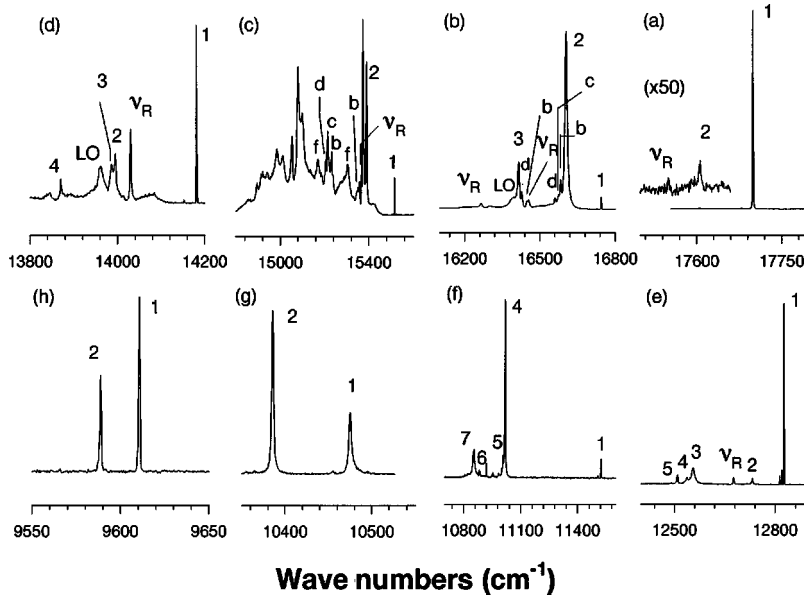 (d) 1
3 νR
LO 2
4
13800 14000 14200
(c)
d b 2
c νR
f b f
1
15000 15400
(b) 2
c
b b
3 νR
d
νR LO d 1
16200 16600 16800
(a) 1
(x50)
νR 2
17600 17750
(h) 1
2
9550 9600 9650
(g)
2
1
10400 10500
(f) 4
7 6 5 1
10800 11100 11400
(e) 1
5 4 3 νR 2
12500 12800
Wave numbers (cm-1)